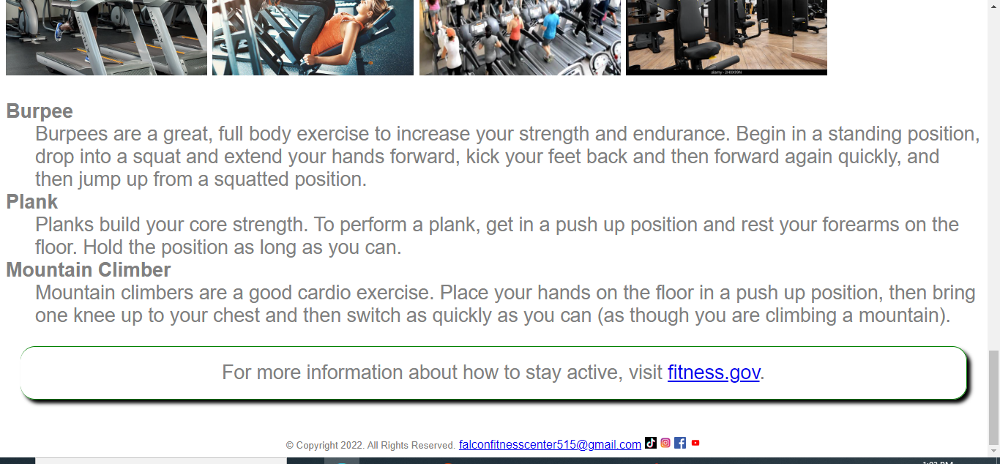 alamy - 2H3X99N
Burpee
Burpees are a great, full body exercise to increase your strength and endurance. Begin in a standing position,
drop into a squat and extend your hands forward, kick your feet back and then forward again quickly, and
then jump up from a squatted position.
Plank
Planks build your core strength. To perform a plank, get in a push up position and rest your forearms on the
floor. Hold the position as long as you can.
Mountain Climber
Mountain climbers are a good cardio exercise. Place your hands on the floor in a push up position, then bring
one knee up to your chest and then switch as quickly as you can (as though you are climbing a mountain).
For more information about how to stay active, visit fitness.gov.
© Copyright 2022. All Rights Reserved. falconfitnesscenter515@gmail.com